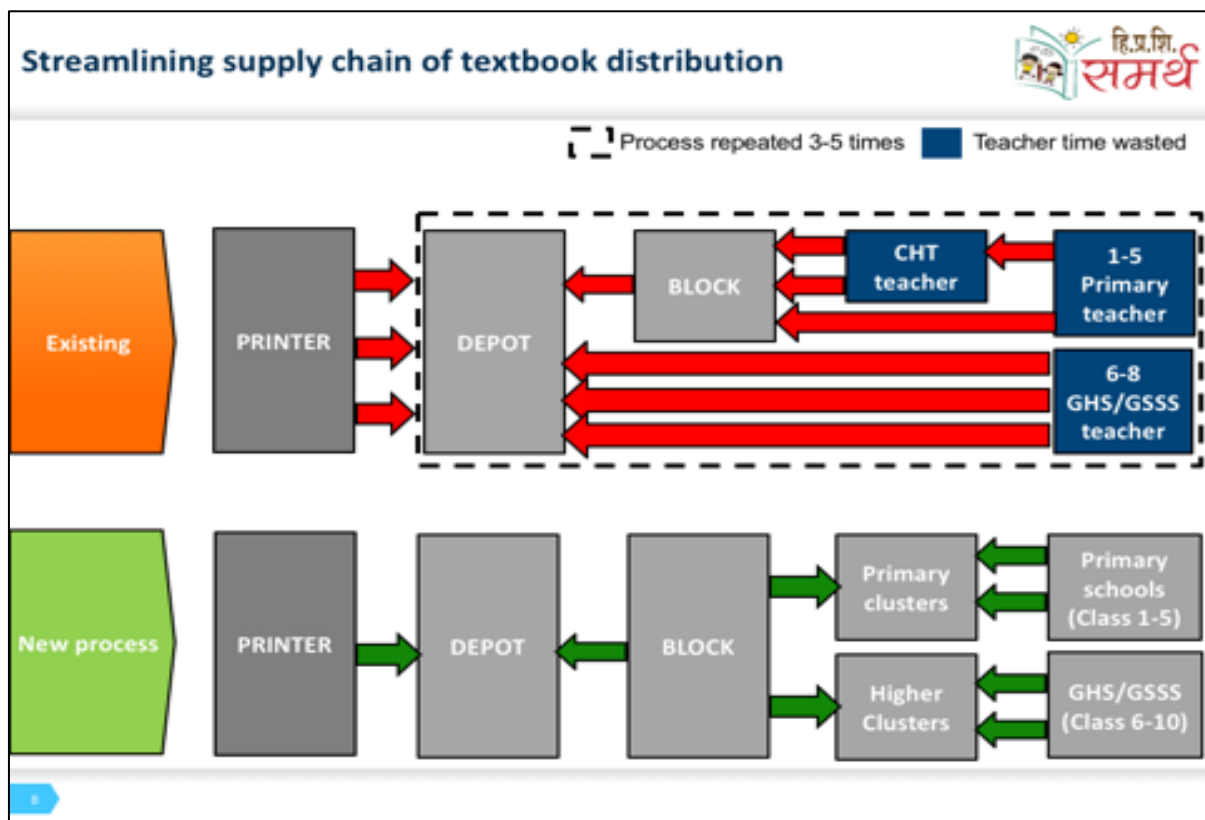 Streamlining supply chain of textbook distribution
हि.प्र.शि.
समर्थ
Process repeated 3-5 times
Teacher time wasted
Existing
PRINTER
DEPOT
BLOCK
CHT
teacher
1-5
Primary
teacher
6-8
GHS/GSSS
teacher
New process
PRINTER
DEPOT
BLOCK
Primary
clusters
Primary
schools
(Class 1-5)
Higher
Clusters
GHS/GSSS
(Class 6-10)
8